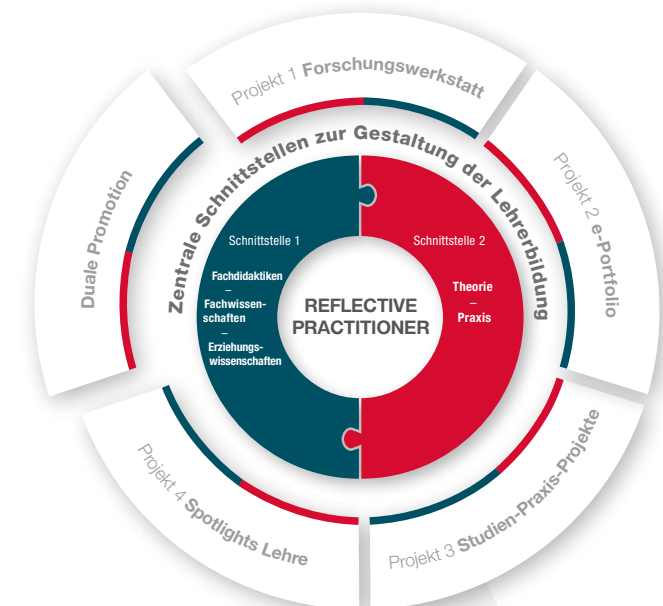 Projekt 1 Forschungswerkstatt
Projekt 2 e-Portfolio
Projekt 3 Studien-Praxis-Projekte
Projekt 4 Spotlights Lehre
Duale Promotion
Zentrale Schnittstellen zur Gestaltung der Lehrerbildung
Schnittstelle 1
Fachdidaktiken
–
Fachwissen-
schaften
–
Erziehungs-
wissenschaften
REFLECTIVE
PRACTITIONER
Schnittstelle 2
Theorie
–
Praxis